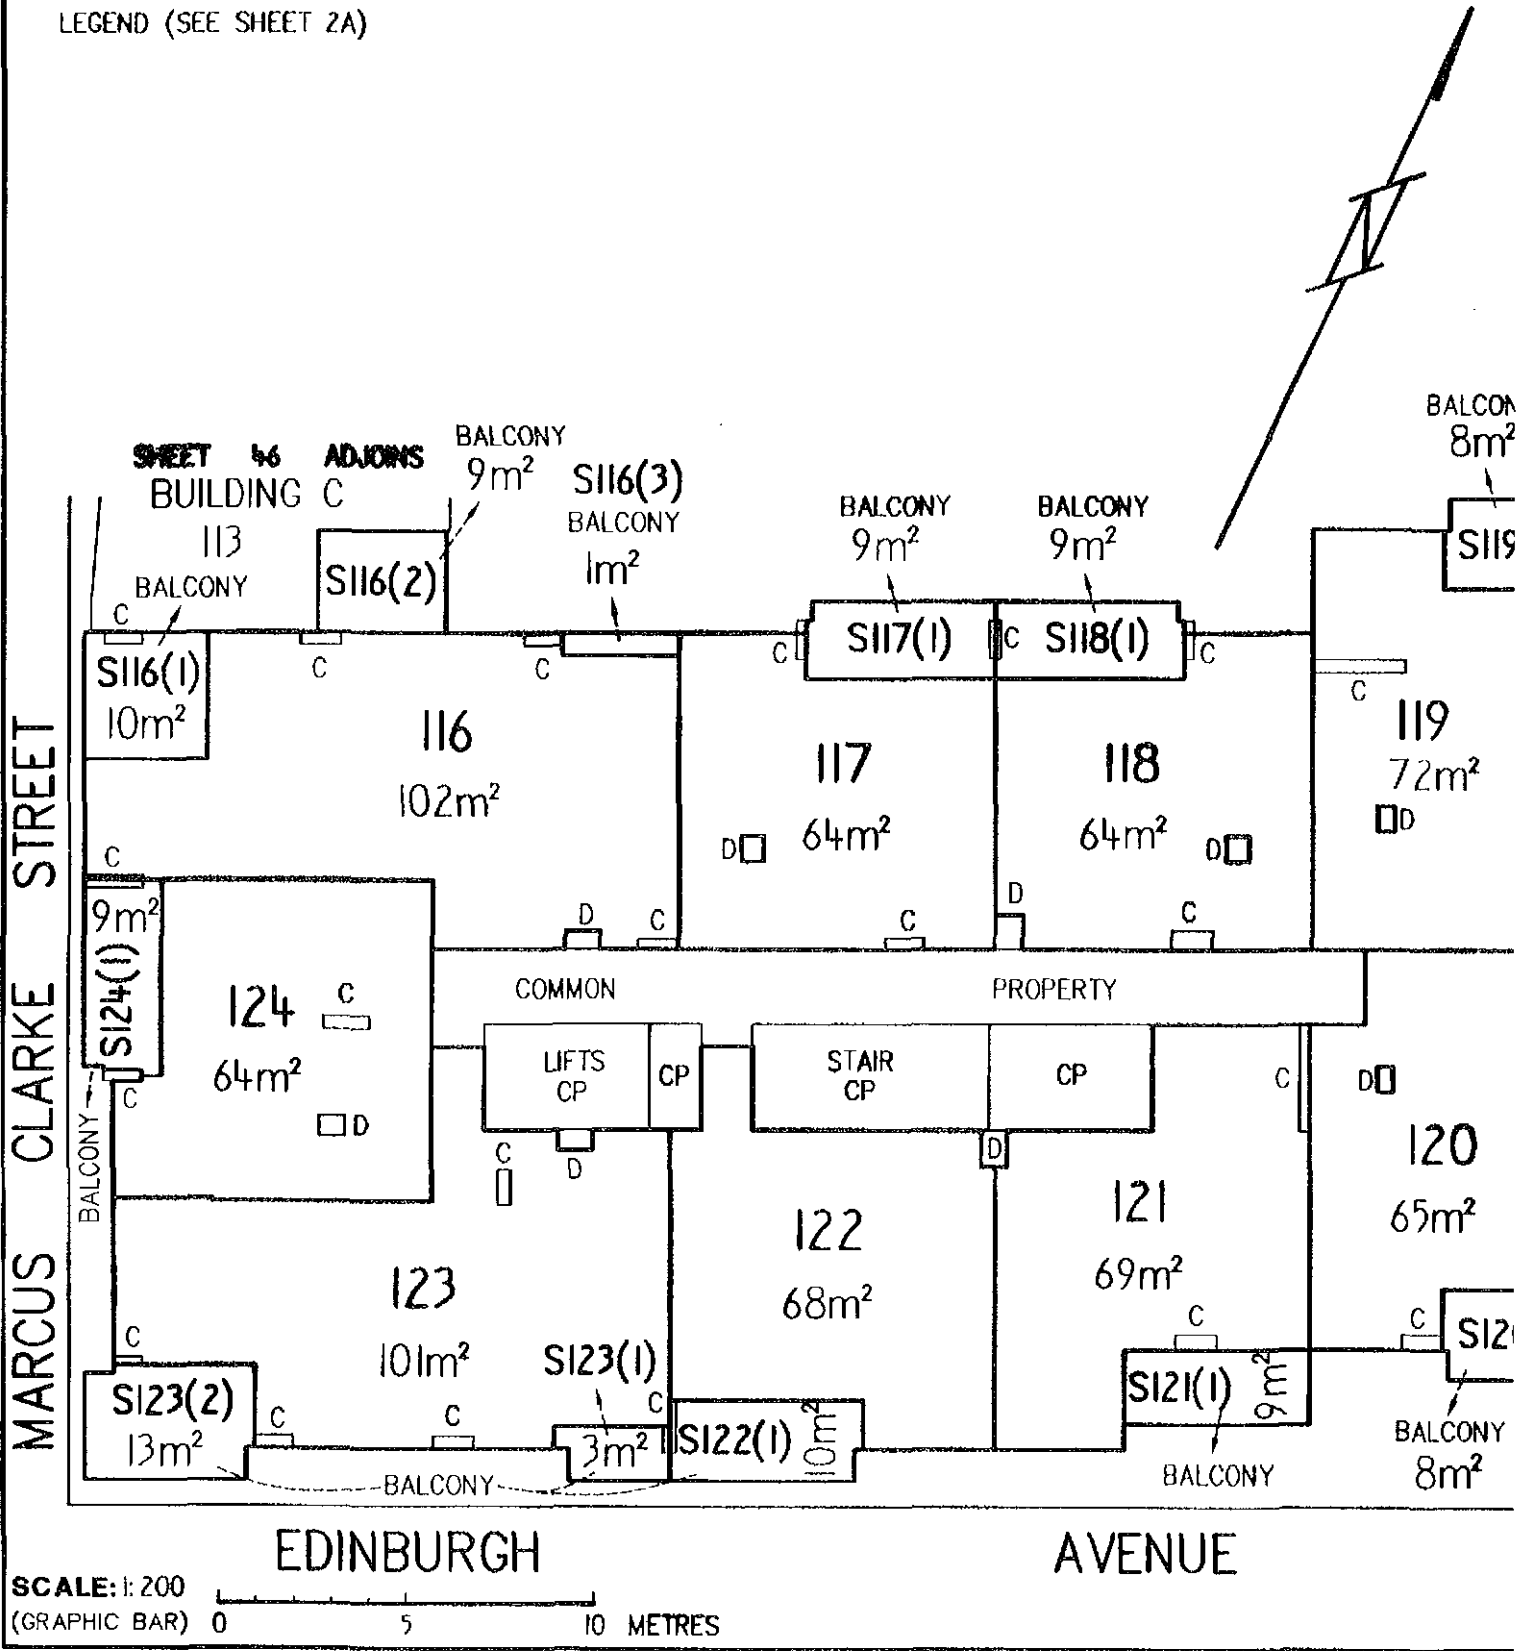 LEGEND (SEE SHEET 2A)
SHEET 46 ADJOINS
BUILDING C
113
BALCONY
C
BALCONY
9m²
S116(2)
S116(3)
BALCONY
1m²
BALCONY
9m²
BALCONY
9m²
BALCON
8m²
S119
S116(1)
10m²
C
C
S117(1)
C
C
S118(1)
C
C
116
102m²
117
64m²
118
64m²
119
72m²
D
D
D
C
9m²
S124(1)
D
C
C
D
C
COMMON PROPERTY
124
64m²
C
D
LIFTS
CP
CP
STAIR
CP
CP
C
D
C
BALCONY
C
D
D
120
65m²
121
69m²
122
68m²
123
101m²
S123(1)
C
C
C
S120
C
S123(2)
13m²
C
C
3m²
S122(1)
10m²
S121(1)
9m²
BALCONY
BALCONY
BALCONY
8m²
MARCUS CLARKE STREET
EDINBURGH AVENUE
SCALE: 1:200
(GRAPHIC BAR) 0 5 10 METRES